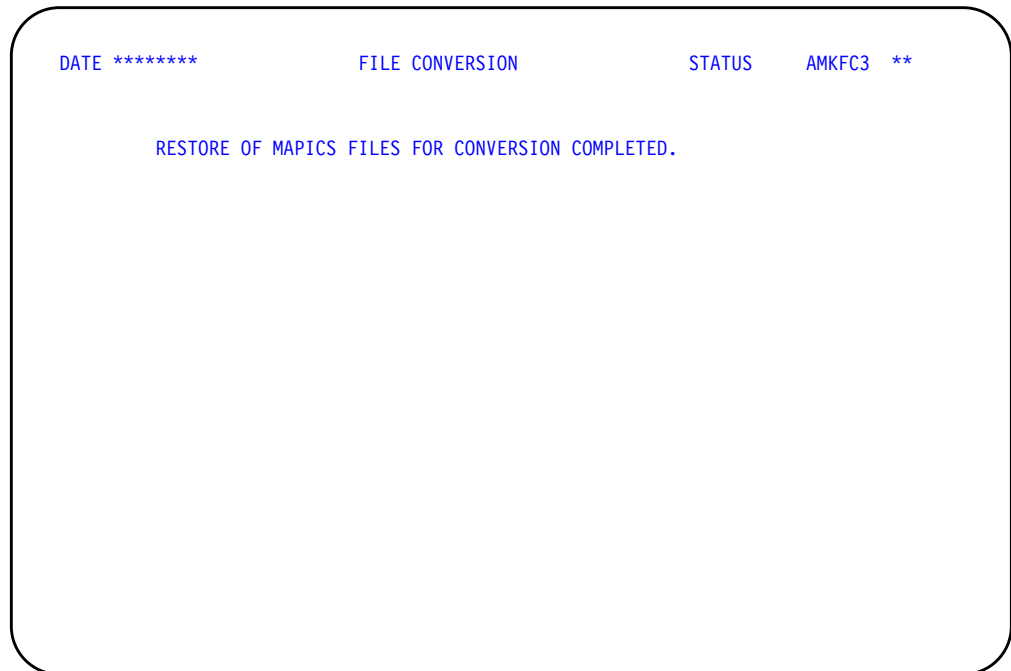 DATE ******** FILE CONVERSION STATUS AMKFC3 **
RESTORE OF MAPICS FILES FOR CONVERSION COMPLETED.